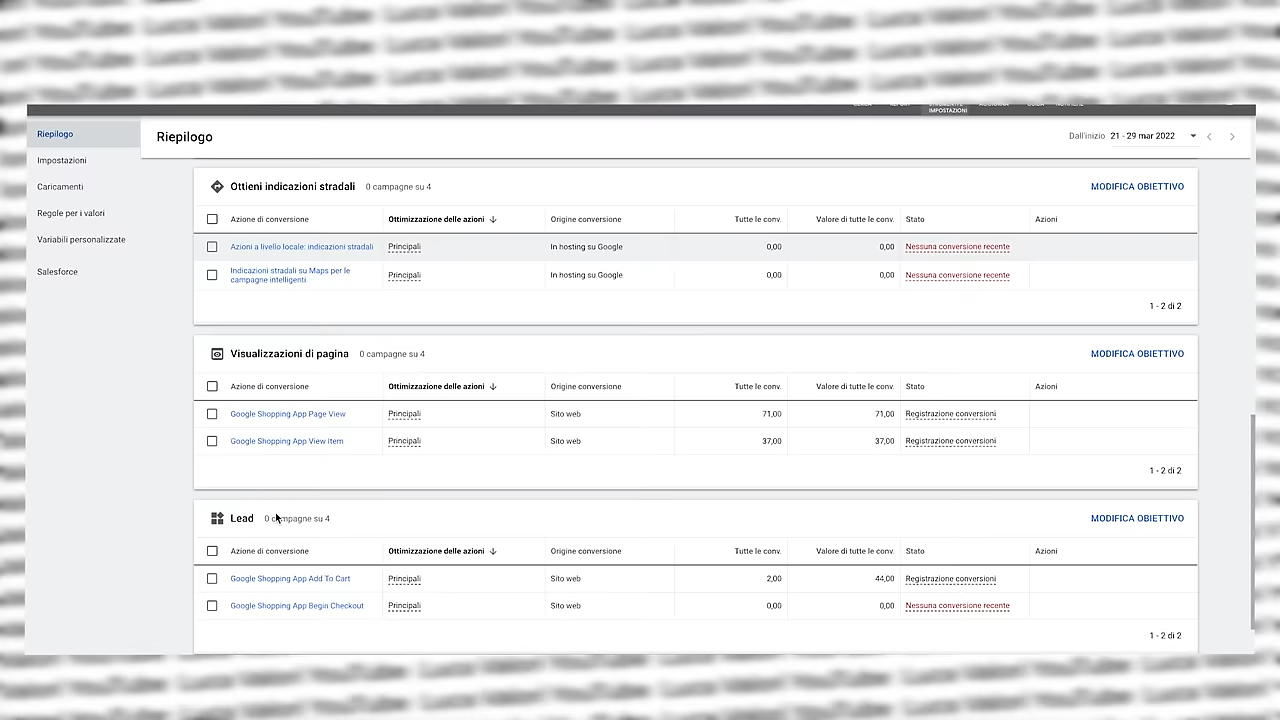 IMPOSTAZIONI
Riepilogo
Impostazioni
Caricamenti
Regole per i valori
Variabili personalizzate
Salesforce
Riepilogo
Dall'inizio 21 - 29 mar 2022
Ottieni indicazioni stradali 0 campagne su 4 MODIFICA OBIETTIVO
Azione di conversione Ottimizzazione delle azioni Origine conversione Tutte le conv. Valore di tutte le conv. Stato Azioni
Azioni a livello locale: indicazioni stradali Principali In hosting su Google 0,00 0,00 Nessuna conversione recente
Indicazioni stradali su Maps per le
campagne intelligenti Principali In hosting su Google 0,00 0,00 Nessuna conversione recente
1 - 2 di 2
Visualizzazioni di pagina 0 campagne su 4 MODIFICA OBIETTIVO
Azione di conversione Ottimizzazione delle azioni Origine conversione Tutte le conv. Valore di tutte le conv. Stato Azioni
Google Shopping App Page View Principali Sito web 71,00 71,00 Registrazione conversioni
Google Shopping App View Item Principali Sito web 37,00 37,00 Registrazione conversioni
1 - 2 di 2
Lead 0 campagne su 4 MODIFICA OBIETTIVO
Azione di conversione Ottimizzazione delle azioni Origine conversione Tutte le conv. Valore di tutte le conv. Stato Azioni
Google Shopping App Add To Cart Principali Sito web 2,00 44,00 Registrazione conversioni
Google Shopping App Begin Checkout Principali Sito web 0,00 0,00 Nessuna conversione recente
1 - 2 di 2